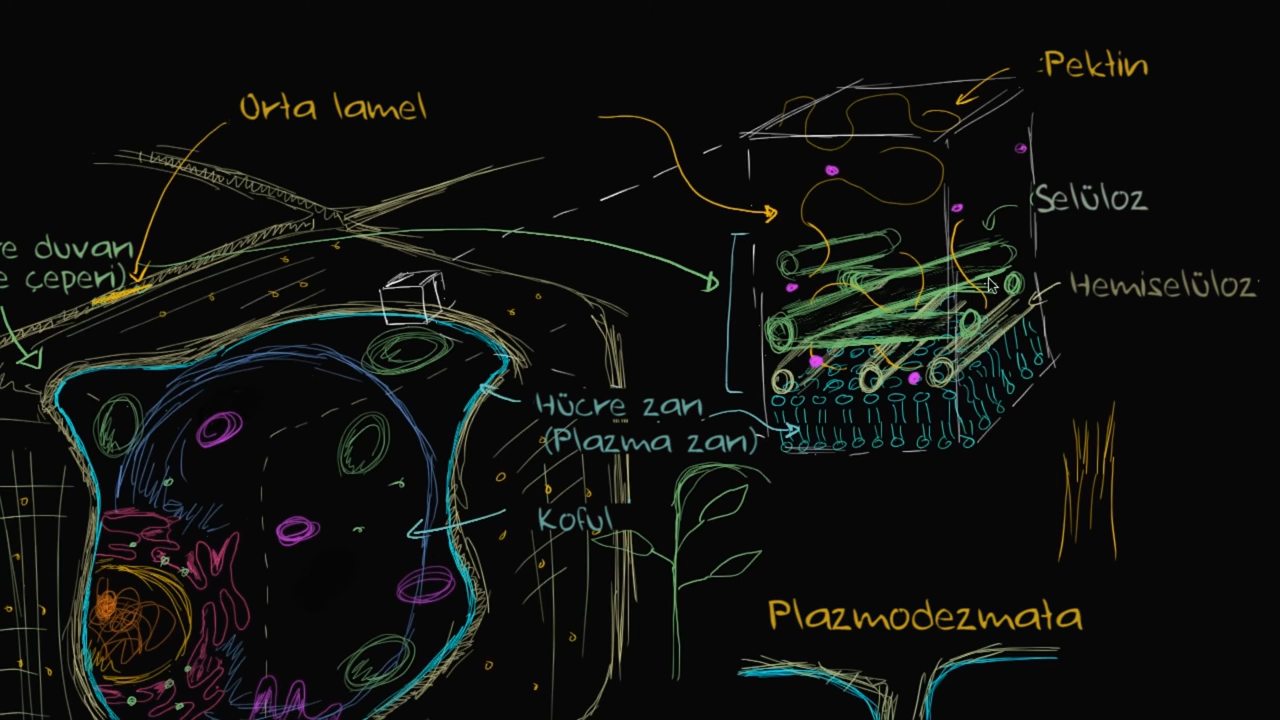 Pektin
Orta lamel
Selüloz
re duvarı
e çeperi)
Hemiselüloz
Hücre zarı
(Plazma zarı)
Koful
Plazmodezmata